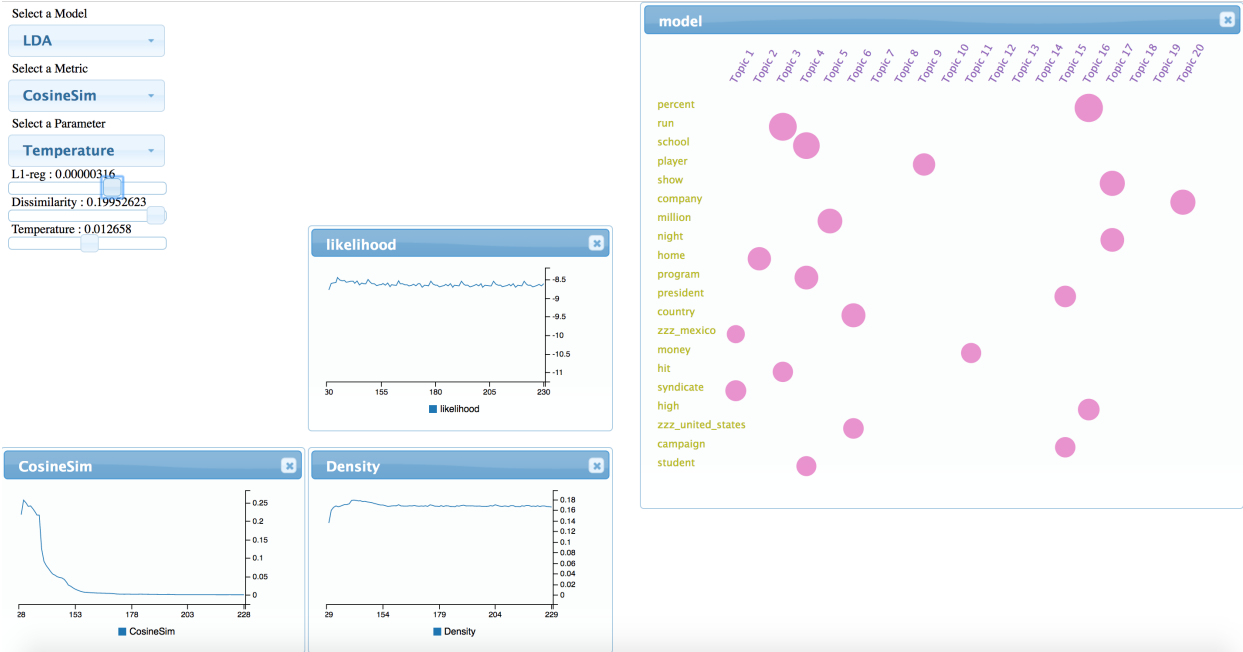 Select a Model
LDA
Select a Metric
CosineSim
Select a Parameter
Temperature
L1-reg : 0.00000316
Dissimilarity : 0.19952623
Temperature : 0.012658
likelihood
-8.5
-9
-9.5
-10
-10.5
-11
30 155 180 205 230
likelihood
CosineSim
0.25
0.2
0.15
0.1
0.05
0
28 153 178 203 228
CosineSim
Density
0.18
0.16
0.14
0.12
0.1
0.08
0.06
0.04
0.02
0
29 154 179 204 229
Density
model
Topic 1 Topic 2 Topic 3 Topic 4 Topic 5 Topic 6 Topic 7 Topic 8 Topic 9 Topic 10 Topic 11 Topic 12 Topic 13 Topic 14 Topic 15 Topic 16 Topic 17 Topic 18 Topic 19 Topic 20
percent
run
school
player
show
company
million
night
home
program
president
country
zzz_mexico
money
hit
syndicate
high
zzz_united_states
campaign
student